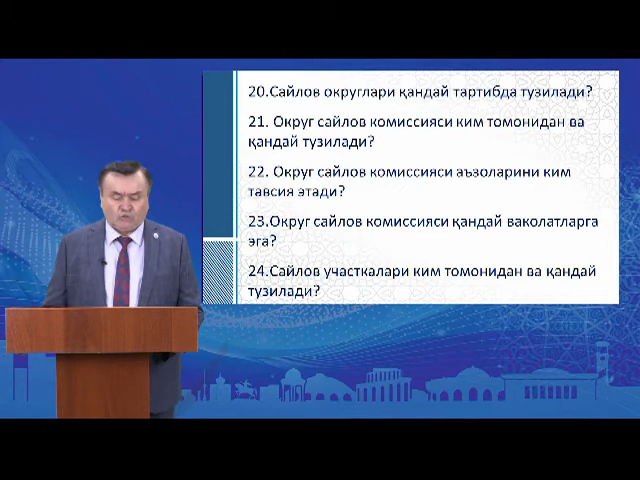 20.Сайлов округлари қандай тартибда тузилади?
21. Округ сайлов комиссияси ким томонидан ва
қандай тузилади?
22. Округ сайлов комиссияси аъзоларини ким
тавсия этади?
23.Округ сайлов комиссияси қандай ваколатларга
эга?
24.Сайлов участкалари ким томонидан ва қандай
тузилади?